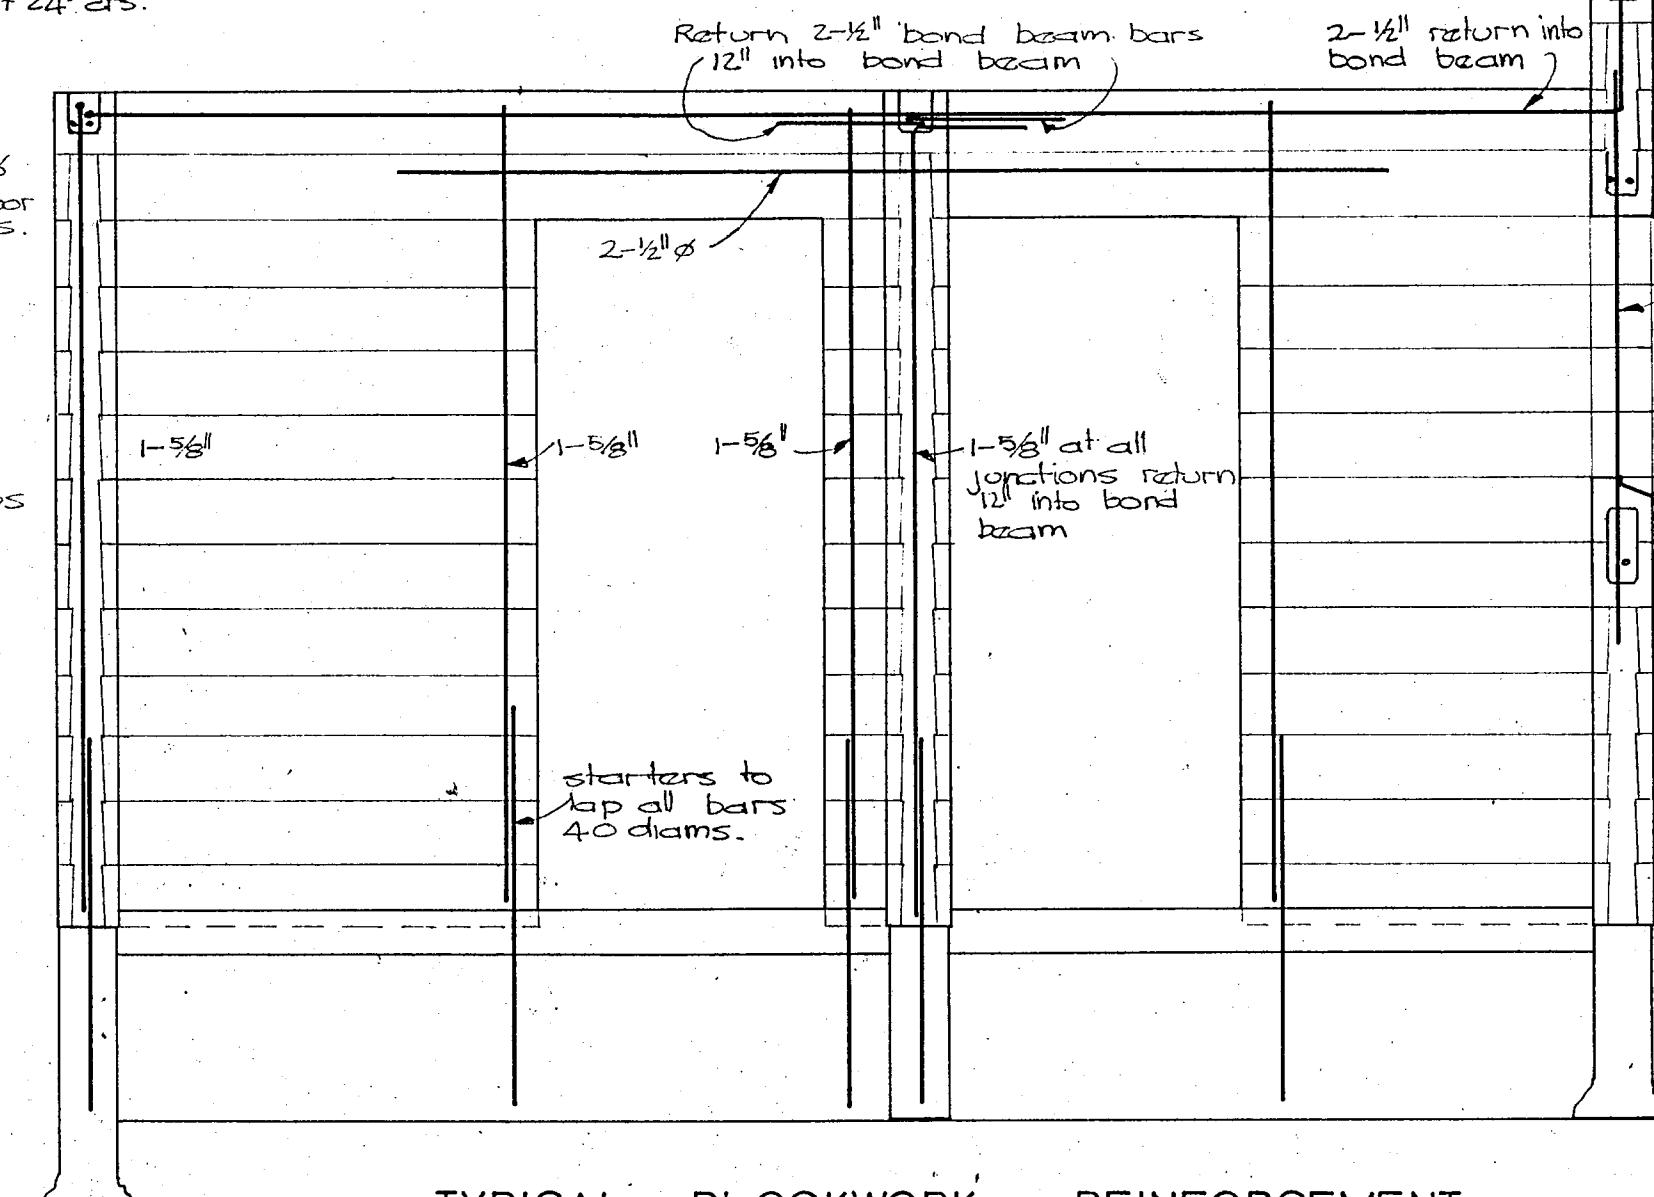 24" crs.
Return 2-½" bond beam bars
12" into bond beam
2-½" return into
bond beam
2-½"ø
1-⅝"
1-⅝"
1-⅝"
1-⅝" at all
junctions return
12" into bond
beam
starters to
lap all bars
40 diams.
TYPICAL BLOCKWORK REINFORCEMENT